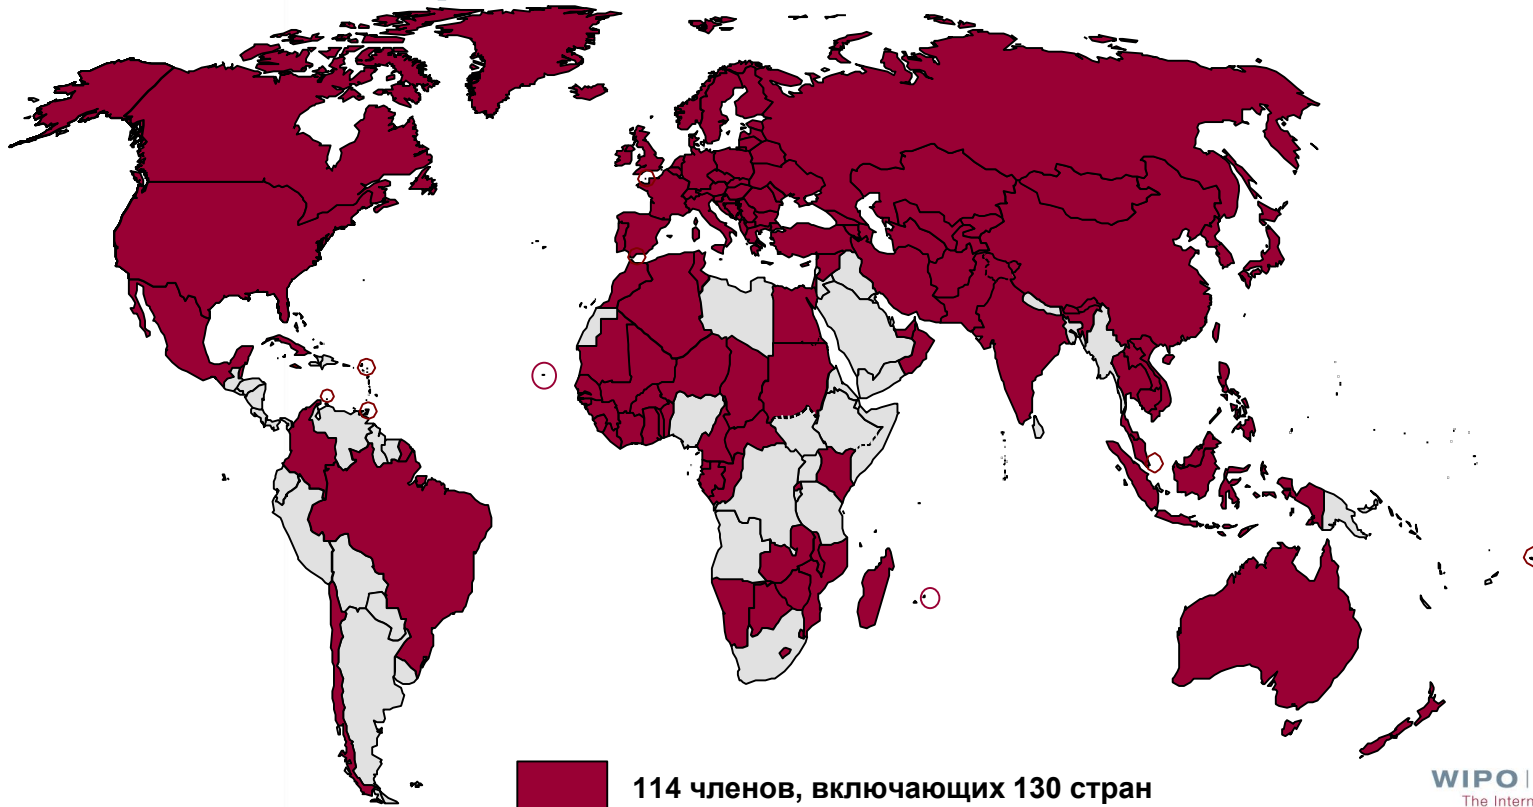 114 членов, включающих 130 стран
WIPO
The Intern